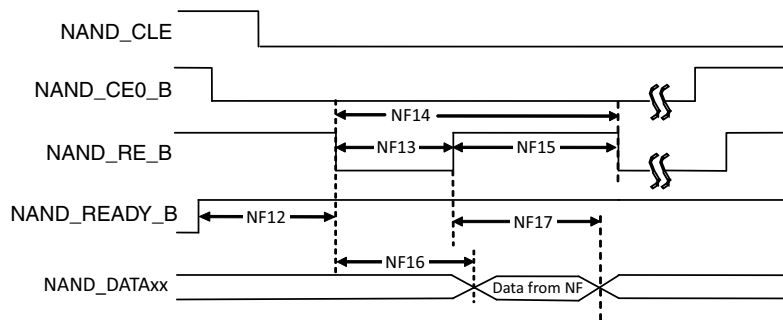 NAND_CLE
NAND_CE0_B
NF14
NAND_RE_B
NF13
NF15
NAND_READY_B
NF12
NF17
NF16
NAND_DATAxx
Data from NF